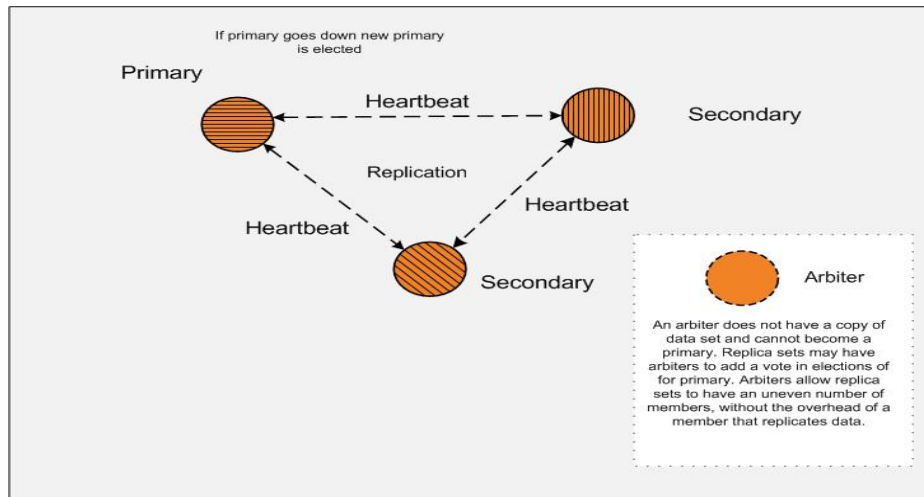 If primary goes down new primary
is elected
Primary
Heartbeat
Secondary
Replication
Heartbeat
Heartbeat
Secondary
Arbiter
An arbiter does not have a copy of
data set and cannot become a
primary. Replica sets may have
arbiters to add a vote in elections of
for primary. Arbiters allow replica
sets to have an uneven number of
members, without the overhead of a
member that replicates data.